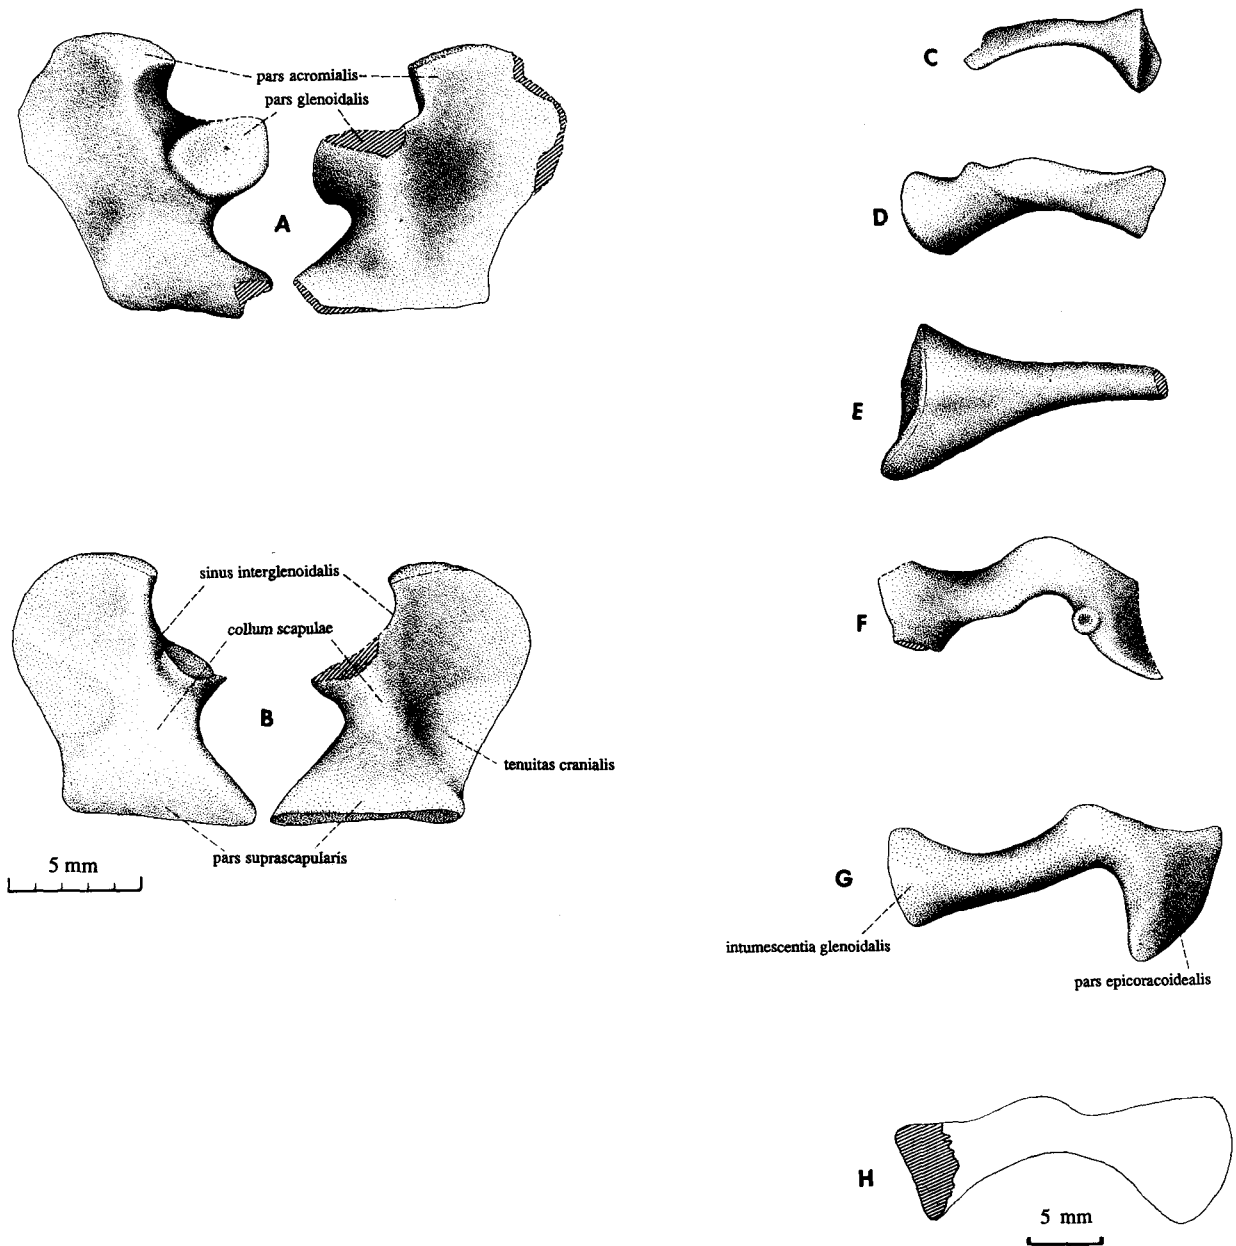 pars acromialis
pars glenoidalis
A
sinus interglenoidalis
collum scapulae
B
tenuitas cranialis
pars suprascapularis
5 mm
C
D
E
F
G
intumescentia glenoidalis
pars epicoracoidealis
H
5 mm